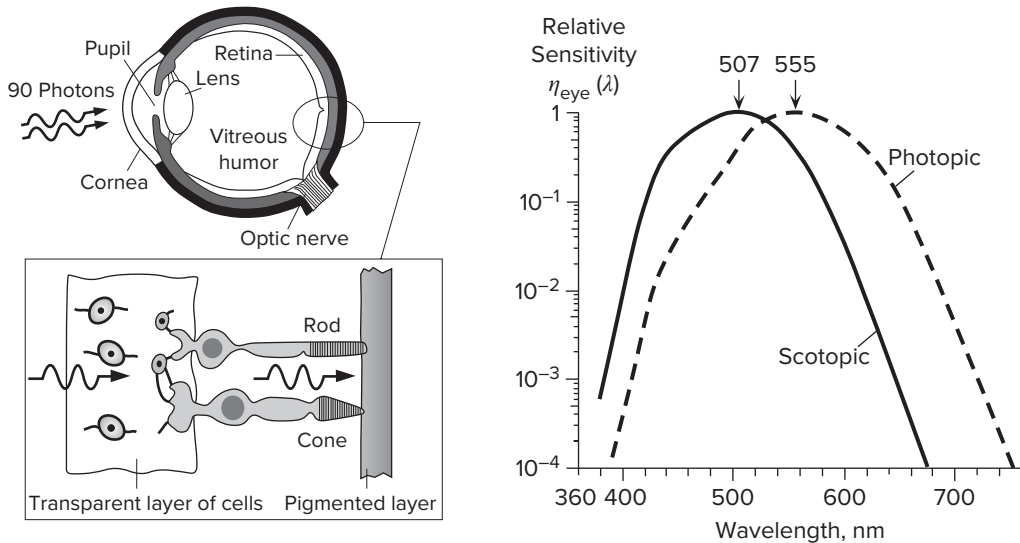 Pupil
Retina
Lens
90 Photons
Vitreous
humor
Cornea
Optic nerve
Rod
Cone
Transparent layer of cells
Pigmented layer
Relative
Sensitivity
η_eye (λ)
507 555
1
10⁻¹
10⁻²
10⁻³
10⁻⁴
Photopic
Scotopic
360 400 500 600 700
Wavelength, nm